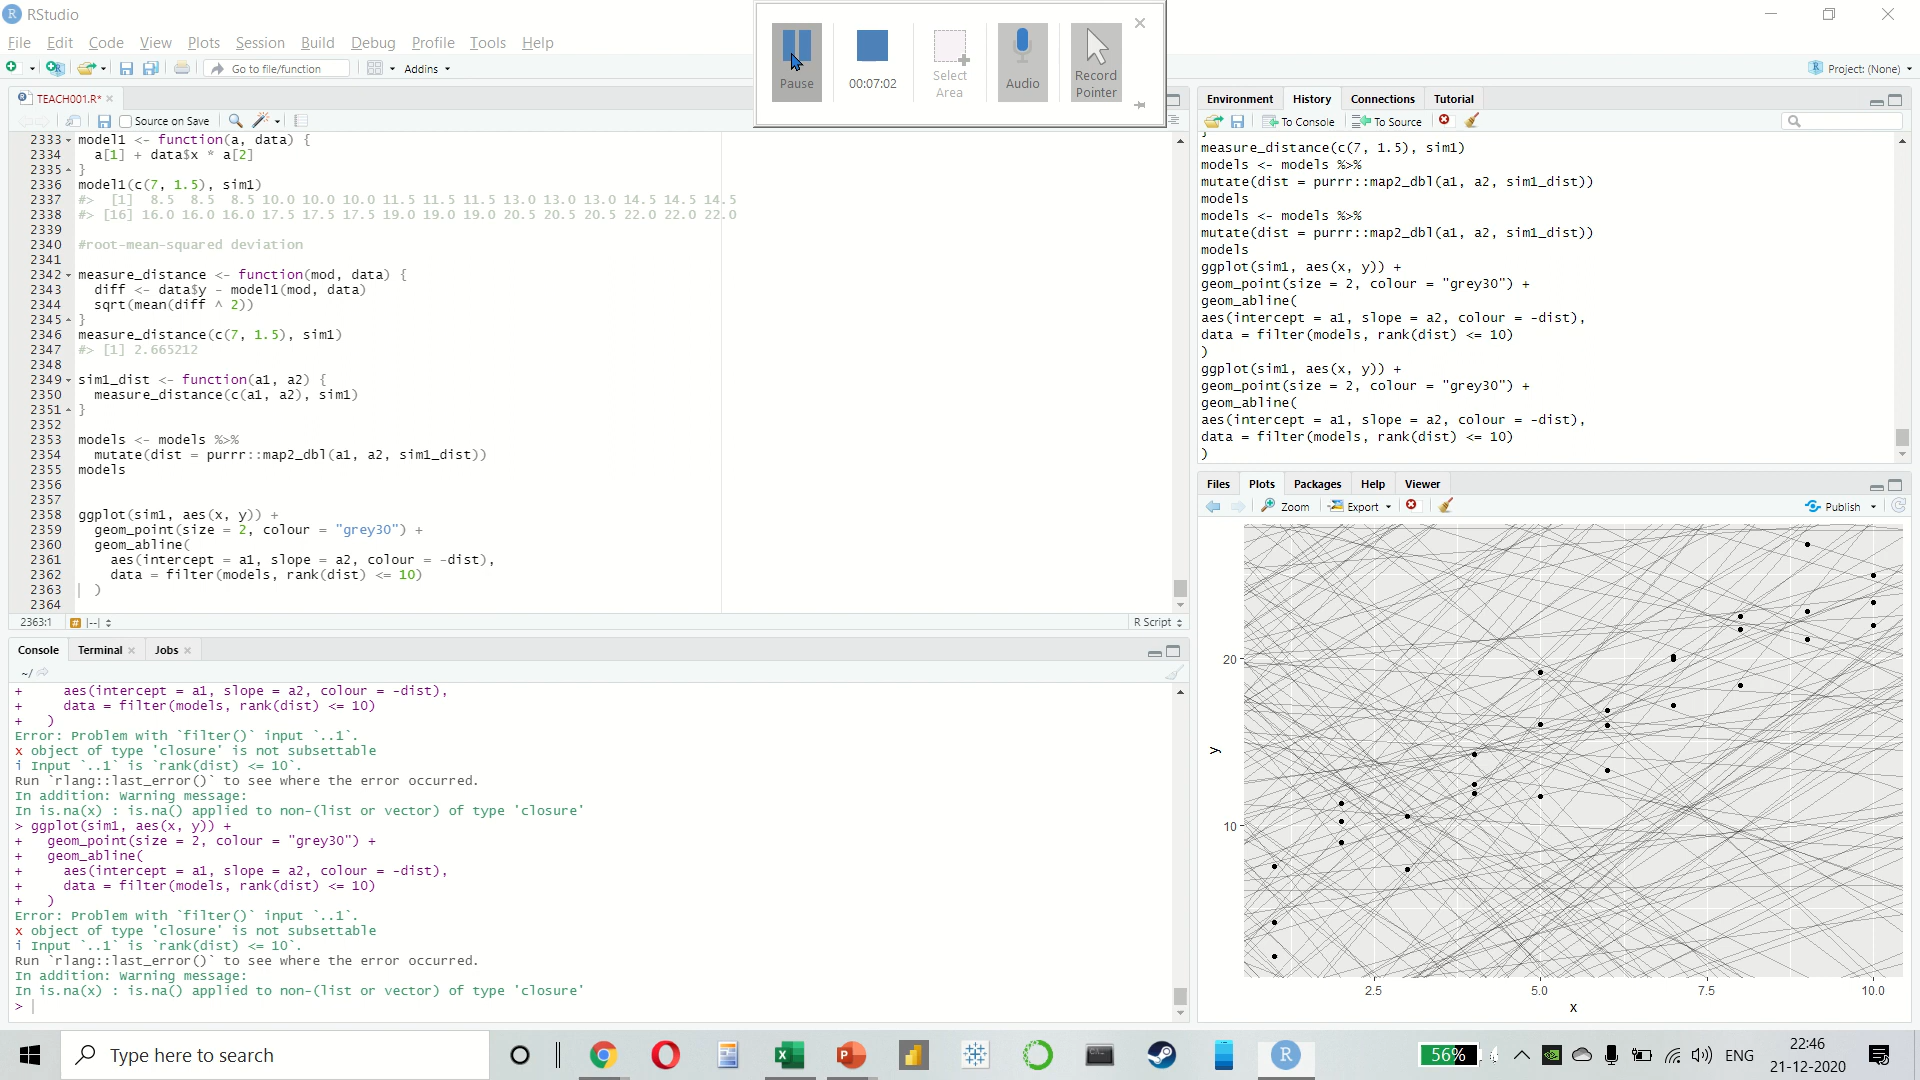 RStudio
File Edit Code View Plots Session Build Debug Profile Tools Help
Go to file/function Addins
Project: (None)
Pause
00:07:02
Select Area
Audio
Record Pointer
TEACH001.R*
Source on Save
2333 model1 <- function(a, data) {
2334 a[1] + data$x * a[2]
2335 }
2336 model1(c(7, 1.5), sim1)
2337 #> [1] 8.5 8.5 8.5 10.0 10.0 10.0 11.5 11.5 11.5 13.0 13.0 13.0 14.5 14.5 14.5
2338 #> [16] 16.0 16.0 16.0 17.5 17.5 17.5 19.0 19.0 19.0 20.5 20.5 20.5 22.0 22.0 22.0
2339
2340 #root-mean-squared deviation
2341
2342 measure_distance <- function(mod, data) {
2343 diff <- data$y - model1(mod, data)
2344 sqrt(mean(diff ^ 2))
2345 }
2346 measure_distance(c(7, 1.5), sim1)
2347 #> [1] 2.665212
2348
2349 sim1_dist <- function(a1, a2) {
2350 measure_distance(c(a1, a2), sim1)
2351 }
2352
2353 models <- models %>%
2354 mutate(dist = purrr::map2_dbl(a1, a2, sim1_dist))
2355 models
2356
2357
2358 ggplot(sim1, aes(x, y)) +
2359 geom_point(size = 2, colour = "grey30") +
2360 geom_abline(
2361 aes(intercept = a1, slope = a2, colour = -dist),
2362 data = filter(models, rank(dist) <= 10)
2363 )
2364
2363:1 R Script
Console Terminal Jobs
~/
+ aes(intercept = a1, slope = a2, colour = -dist),
+ data = filter(models, rank(dist) <= 10)
+ )
Error: Problem with `filter()` input `..1`.
x object of type 'closure' is not subsettable
i Input `..1` is `rank(dist) <= 10`.
Run `rlang::last_error()` to see where the error occurred.
In addition: Warning message:
In is.na(x) : is.na() applied to non-(list or vector) of type 'closure'
> ggplot(sim1, aes(x, y)) +
+ geom_point(size = 2, colour = "grey30") +
+ geom_abline(
+ aes(intercept = a1, slope = a2, colour = -dist),
+ data = filter(models, rank(dist) <= 10)
+ )
Error: Problem with `filter()` input `..1`.
x object of type 'closure' is not subsettable
i Input `..1` is `rank(dist) <= 10`.
Run `rlang::last_error()` to see where the error occurred.
In addition: Warning message:
In is.na(x) : is.na() applied to non-(list or vector) of type 'closure'
>
Environment History Connections Tutorial
To Console To Source
}
measure_distance(c(7, 1.5), sim1)
models <- models %>%
mutate(dist = purrr::map2_dbl(a1, a2, sim1_dist))
models
models <- models %>%
mutate(dist = purrr::map2_dbl(a1, a2, sim1_dist))
models
ggplot(sim1, aes(x, y)) +
geom_point(size = 2, colour = "grey30") +
geom_abline(
aes(intercept = a1, slope = a2, colour = -dist),
data = filter(models, rank(dist) <= 10)
)
ggplot(sim1, aes(x, y)) +
geom_point(size = 2, colour = "grey30") +
geom_abline(
aes(intercept = a1, slope = a2, colour = -dist),
data = filter(models, rank(dist) <= 10)
)
Files Plots Packages Help Viewer
Zoom Export Publish
20
y
10
2.5 5.0 7.5 10.0
x
Type here to search
56%
ENG
22:46
21-12-2020